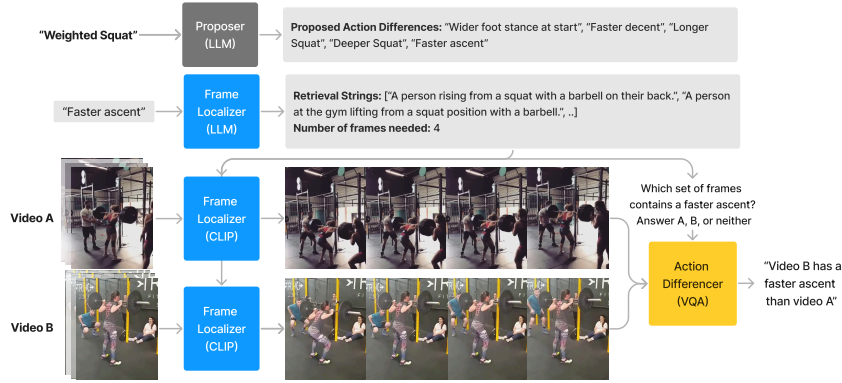 "Weighted Squat"
Proposer
(LLM)
Proposed Action Differences: "Wider foot stance at start", "Faster decent", "Longer
Squat", "Deeper Squat", "Faster ascent"
"Faster ascent"
Frame
Localizer
(LLM)
Retrieval Strings: ["A person rising from a squat with a barbell on their back.", "A person
at the gym lifting from a squat position with a barbell.", ..]
Number of frames needed: 4
Video A
Frame
Localizer
(CLIP)
Which set of frames
contains a faster ascent?
Answer A, B, or neither
Video B
Frame
Localizer
(CLIP)
Action
Differencer
(VQA)
"Video B has a
faster ascent
than video A"